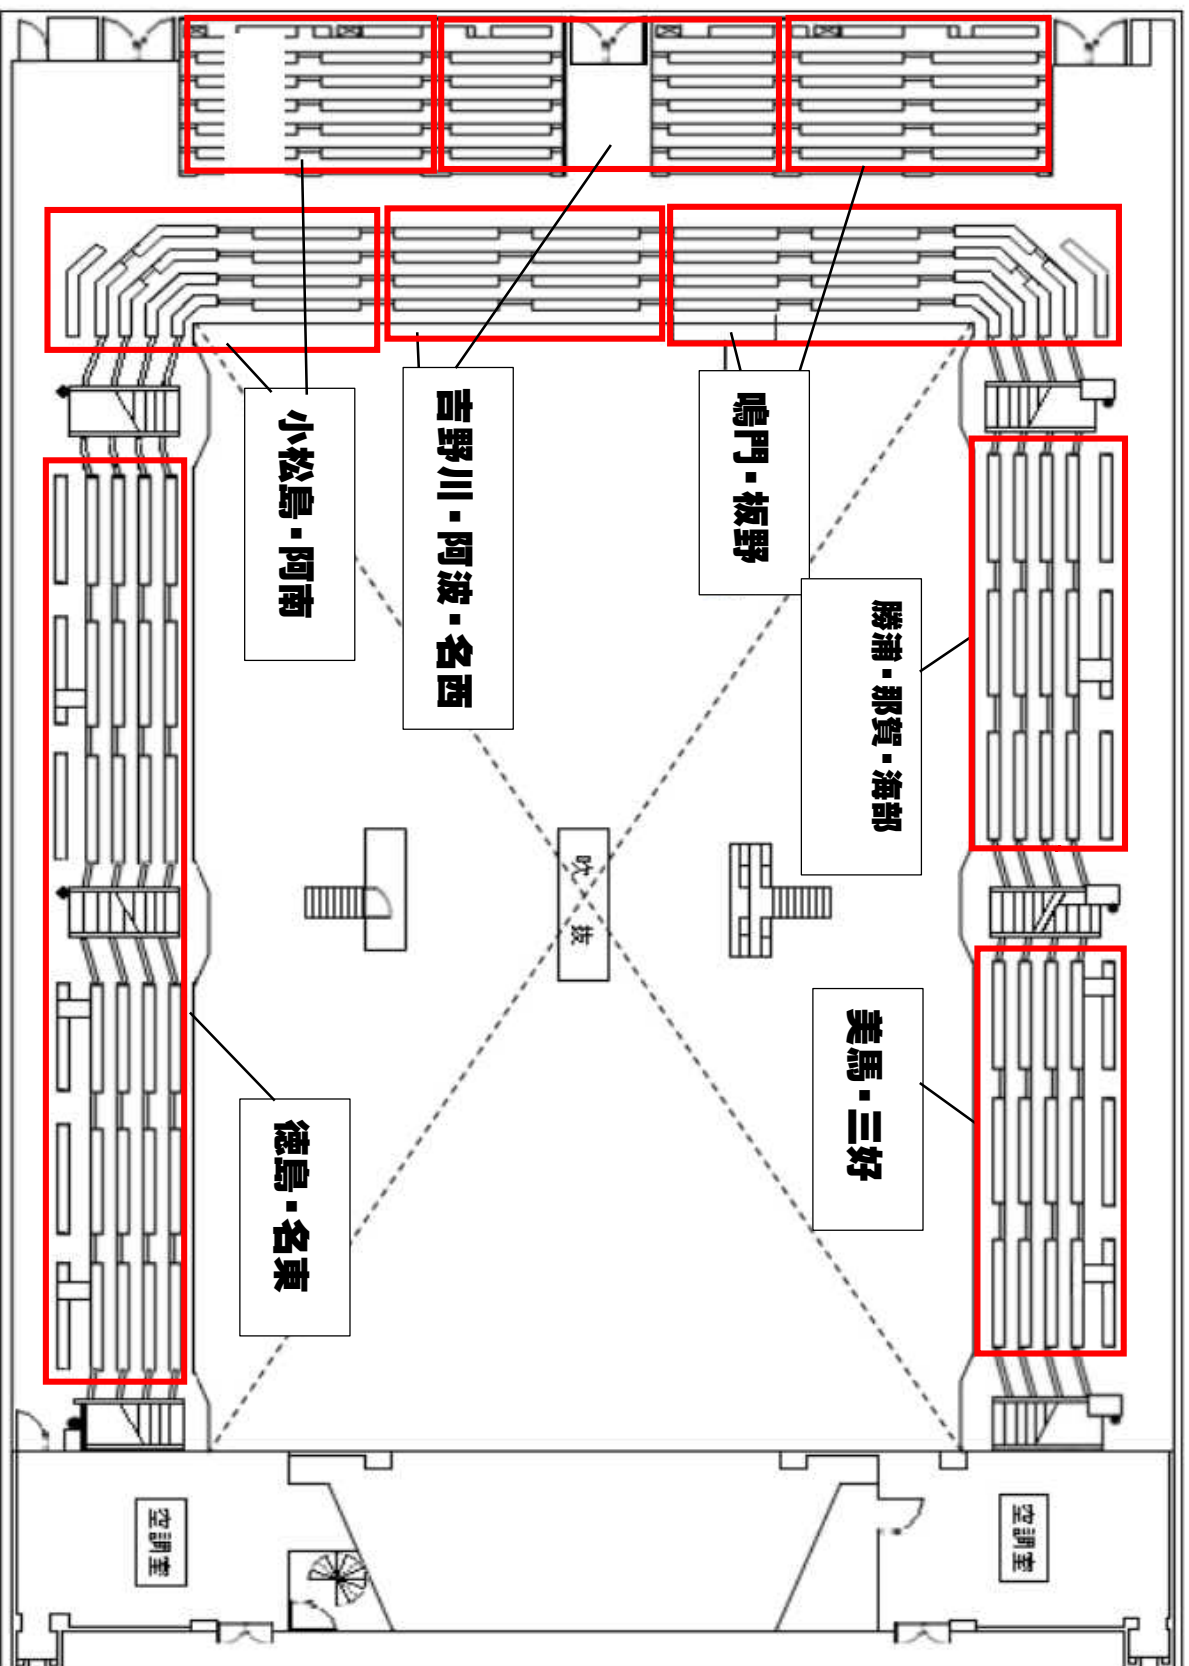 小松島・阿南
吉野川・阿波・名西
鳴門・板野
勝浦・那賀・海部
吹抜
美馬・三好
徳島・名東
空調室
空調室